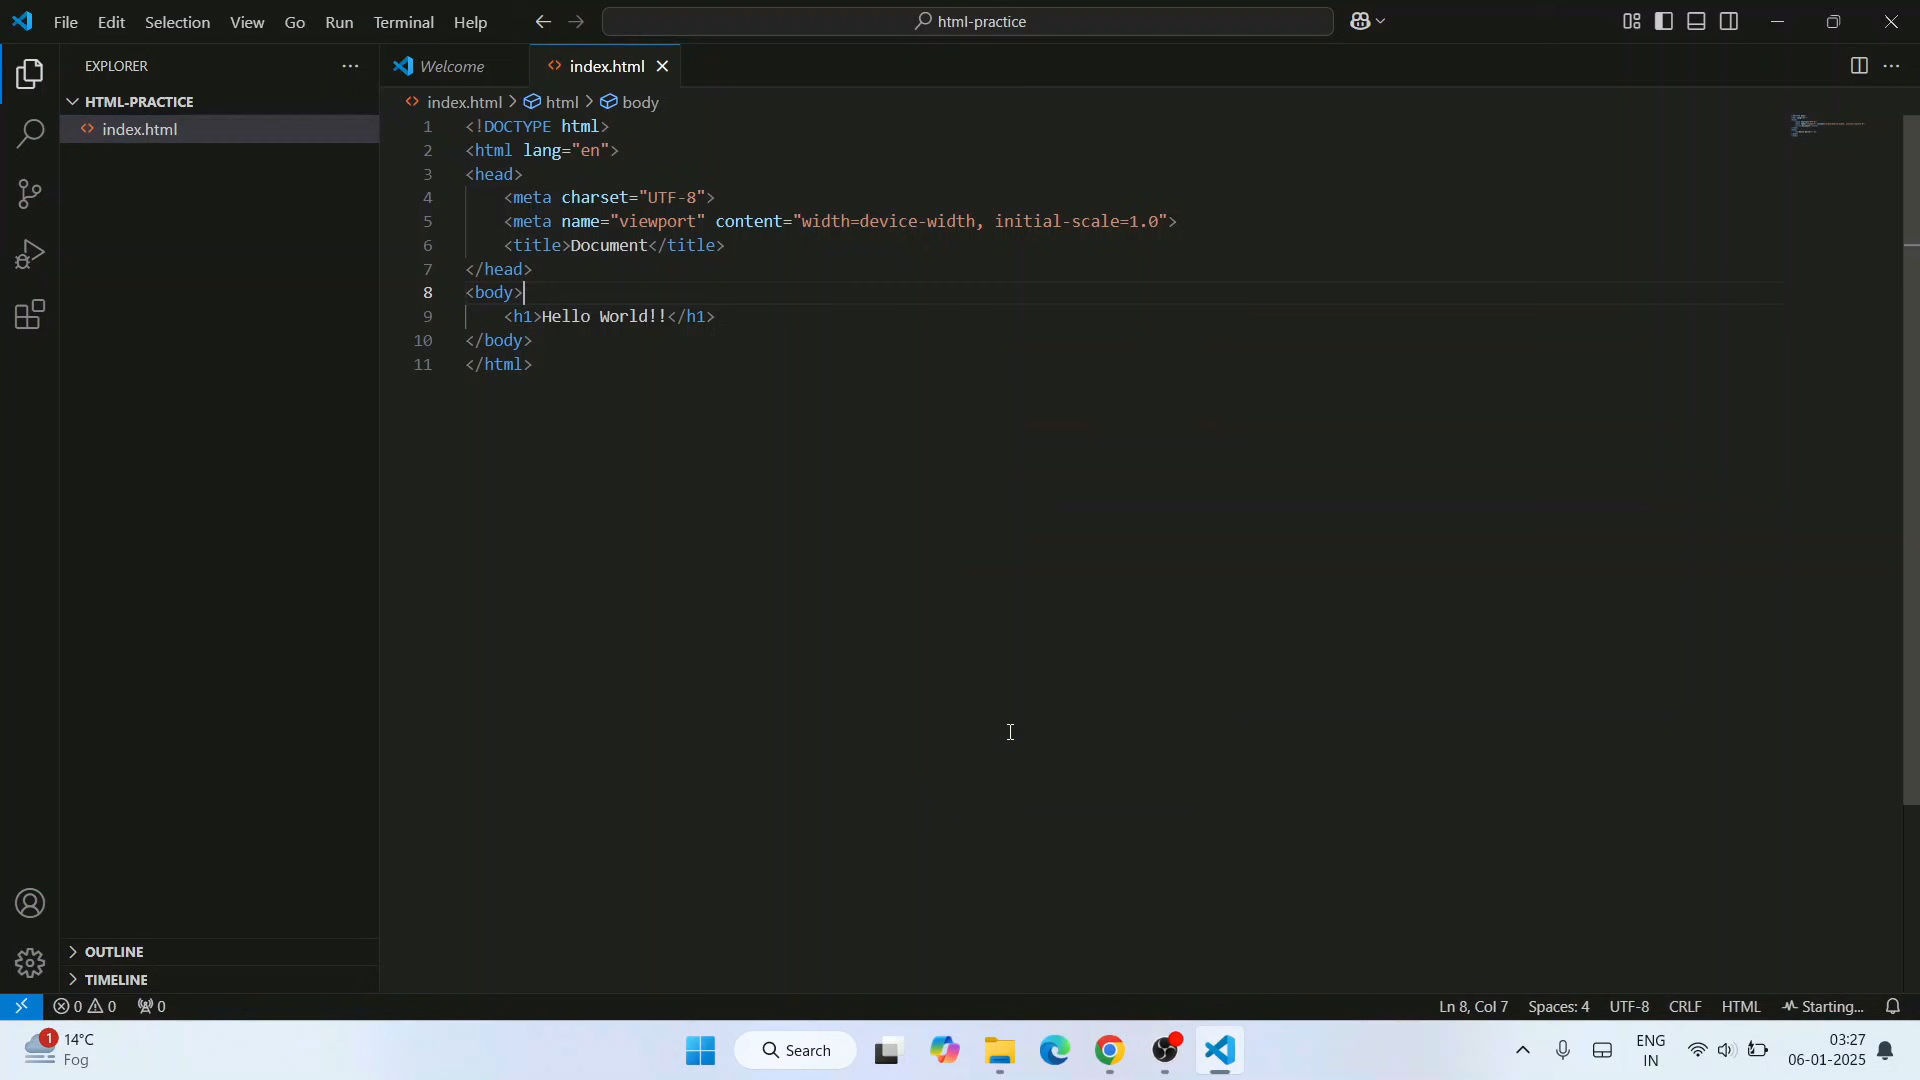 File Edit Selection View Go Run Terminal Help
html-practice
EXPLORER
HTML-PRACTICE
index.html
Welcome
index.html
index.html > html > body
1 <!DOCTYPE html>
2 <html lang="en">
3 <head>
4 <meta charset="UTF-8">
5 <meta name="viewport" content="width=device-width, initial-scale=1.0">
6 <title>Document</title>
7 </head>
8 <body>
9 <h1>Hello World!!</h1>
10 </body>
11 </html>
OUTLINE
TIMELINE
0 0 0
Ln 8, Col 7 Spaces: 4 UTF-8 CRLF HTML Starting...
1
14°C
Fog
Search
ENG
IN
03:27
06-01-2025